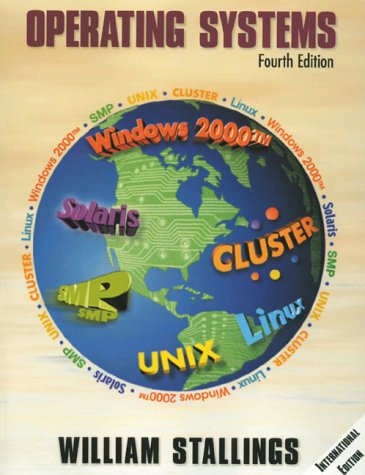 OPERATING SYSTEMS
Fourth Edition
Windows 2000™ • SMP • UNIX • CLUSTER • Linux • Windows 2000™ • Solaris • SMP • UNIX • CLUSTER • Linux • Windows 2000™ • Solaris • SMP • UNIX • CLUSTER • Linux •
Windows 2000™
Solaris
CLUSTER
SMP
SMP
Linux
UNIX
WILLIAM STALLINGS
INTERNATIONAL
EDITION